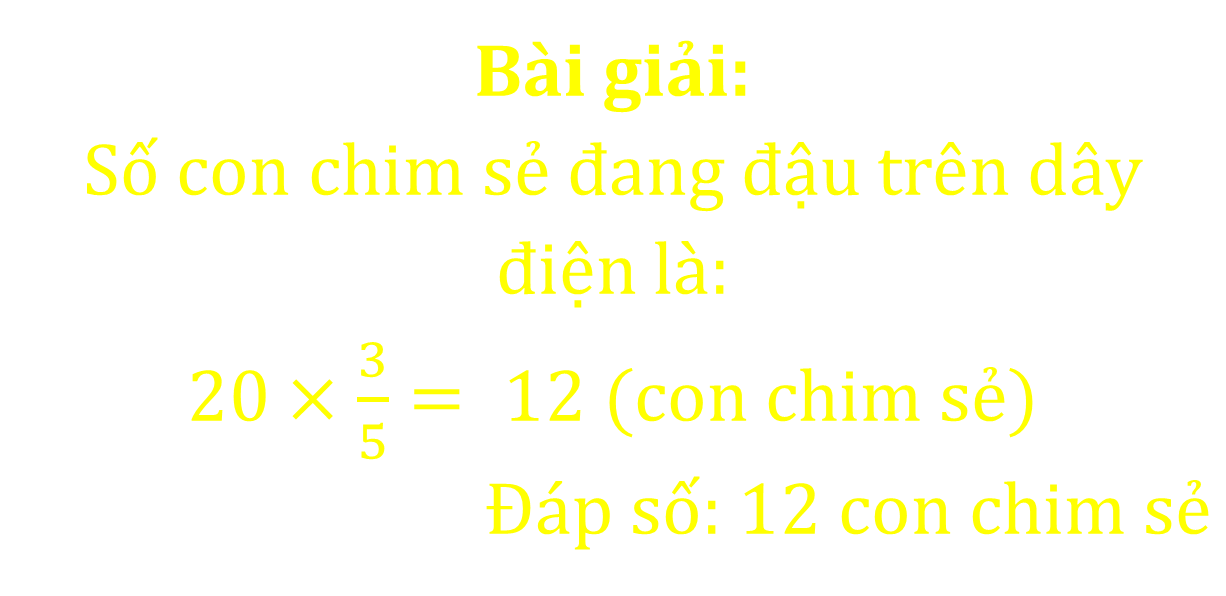 Bài giải:
Số con chim sẻ đang đậu trên dây
điện là:
20 × 3/5 = 12 (con chim sẻ)
Đáp số: 12 con chim sẻ